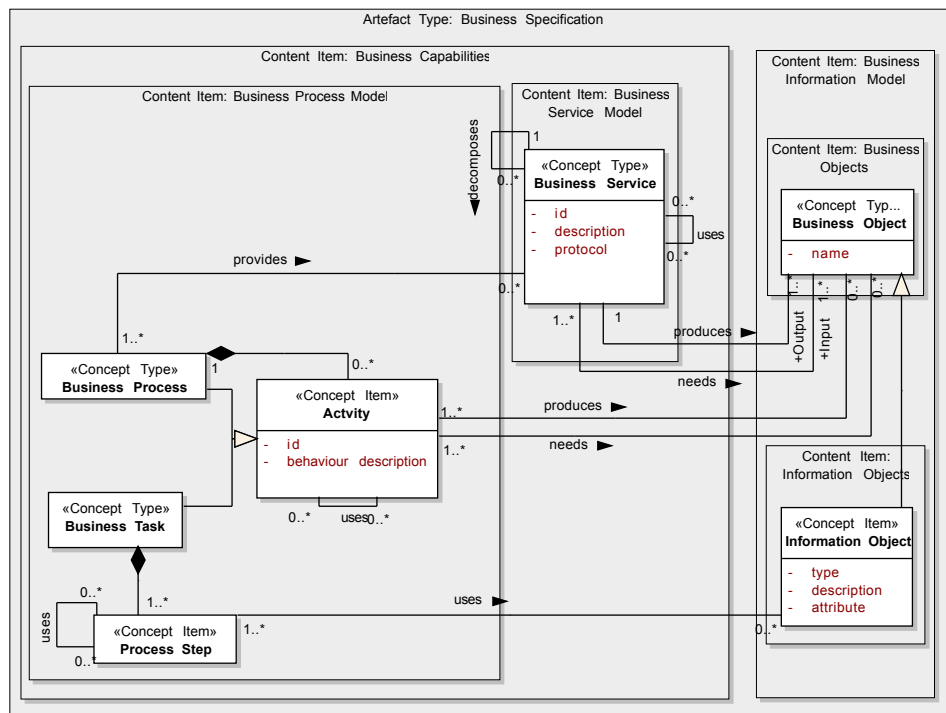 Artefact Type: Business Specification
Content Item: Business Capabilities
Content Item: Business Process Model
Content Item: Business
Service Model
Content Item: Business
Information Model
Content Item: Business
Objects
decomposes
1
0..*
«Concept Type»
Business Service
- id
- description
- protocol
0..*
uses
0..*
«Concept Typ...
Business Object
- name
provides
0..*
1..*
1..*
1
1..*
1..*
0..*
0..*
+Output
+Input
produces
needs
«Concept Type»
Business Process
1
0..*
«Concept Item»
Actvity
- id
- behaviour description
1..*
produces
1..*
needs
0..*
uses
0..*
«Concept Type»
Business Task
1..*
Content Item:
Information Objects
«Concept Item»
Information Object
- type
- description
- attribute
0..*
uses
0..*
«Concept Item»
Process Step
1..*
uses
0..*